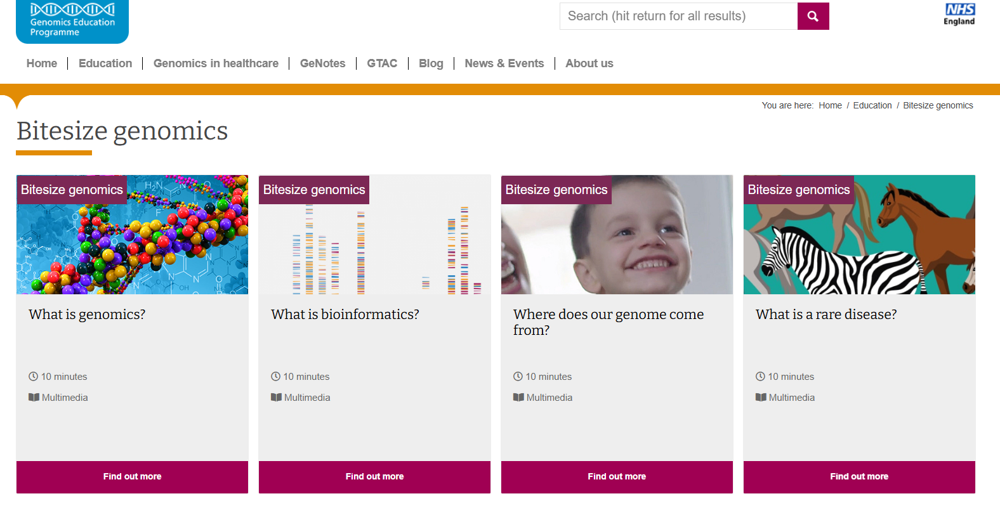 Genomics Education
Programme
Search (hit return for all results)
NHS
England
Home
Education
Genomics in healthcare
GeNotes
GTAC
Blog
News & Events
About us
You are here: Home / Education / Bitesize genomics
Bitesize genomics
Bitesize genomics
What is genomics?
10 minutes
Multimedia
Find out more
Bitesize genomics
What is bioinformatics?
10 minutes
Multimedia
Find out more
Bitesize genomics
Where does our genome come
from?
10 minutes
Multimedia
Find out more
Bitesize genomics
What is a rare disease?
10 minutes
Multimedia
Find out more